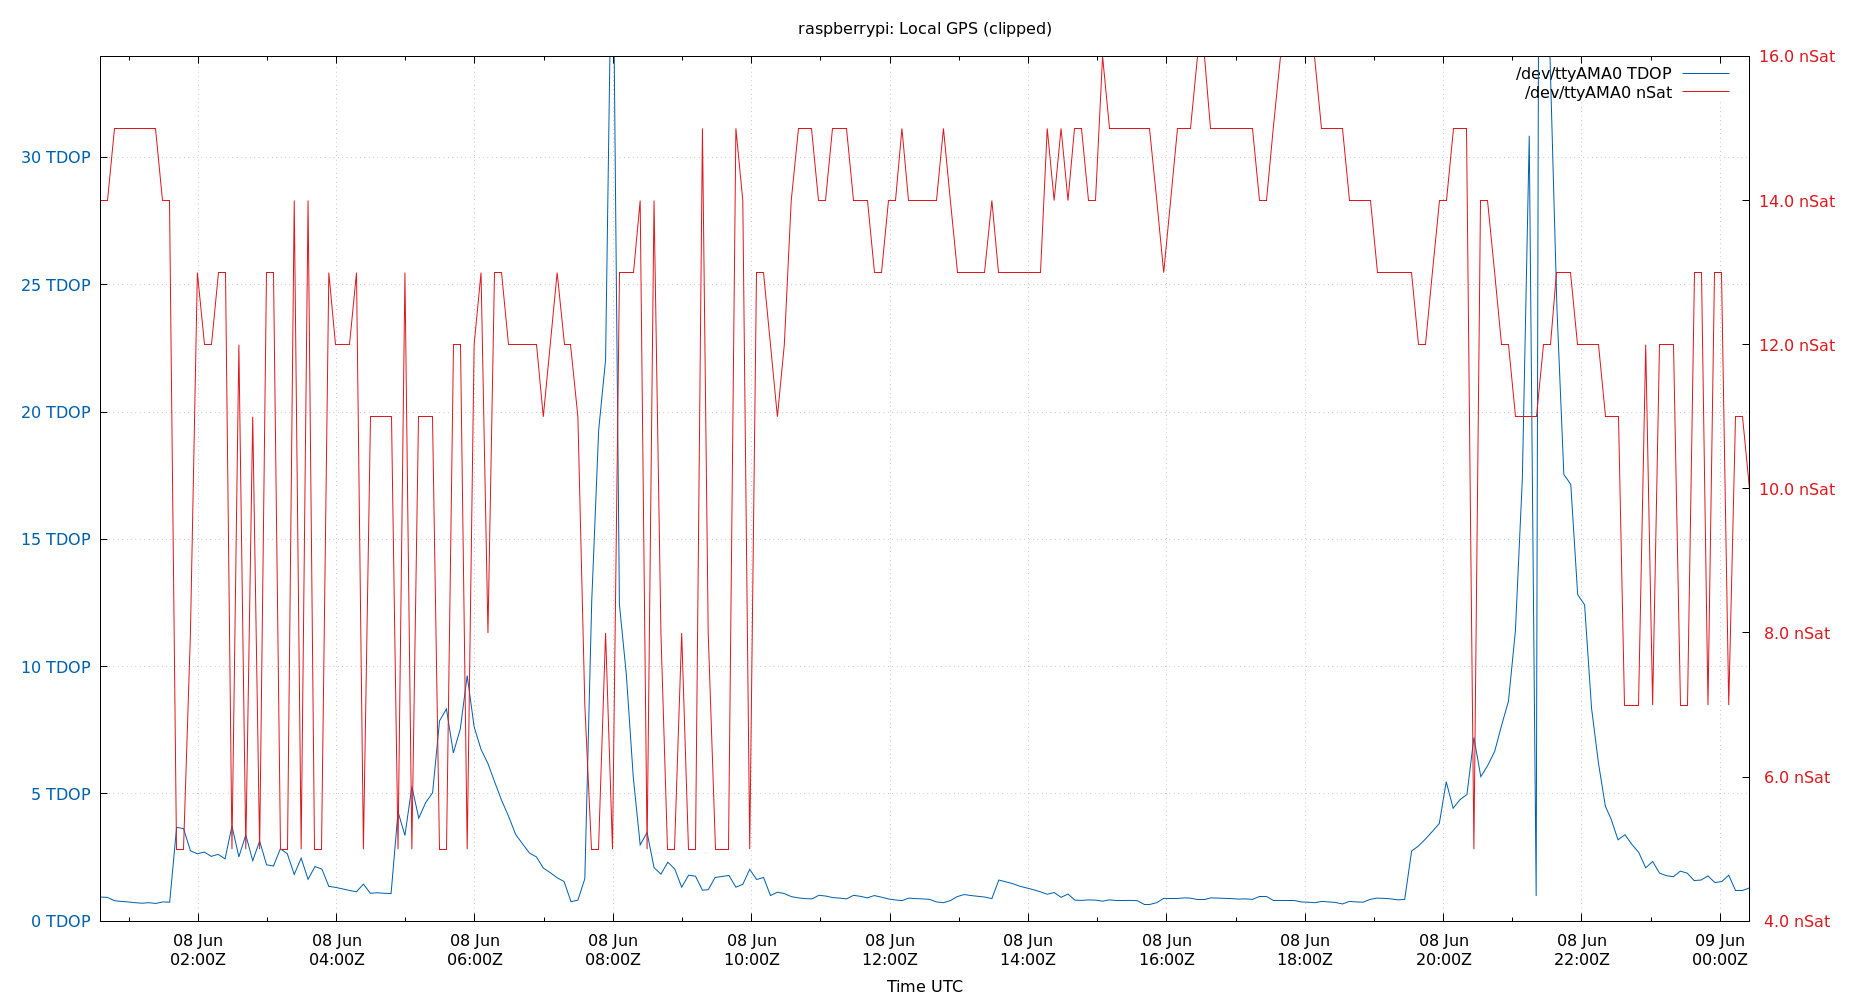 raspberrypi: Local GPS (clipped)
/dev/ttyAMA0 TDOP
/dev/ttyAMA0 nSat
30 TDOP
25 TDOP
20 TDOP
15 TDOP
10 TDOP
5 TDOP
0 TDOP
16.0 nSat
14.0 nSat
12.0 nSat
10.0 nSat
8.0 nSat
6.0 nSat
4.0 nSat
08 Jun
02:00Z
08 Jun
04:00Z
08 Jun
06:00Z
08 Jun
08:00Z
08 Jun
10:00Z
08 Jun
12:00Z
08 Jun
14:00Z
08 Jun
16:00Z
08 Jun
18:00Z
08 Jun
20:00Z
08 Jun
22:00Z
09 Jun
00:00Z
Time UTC